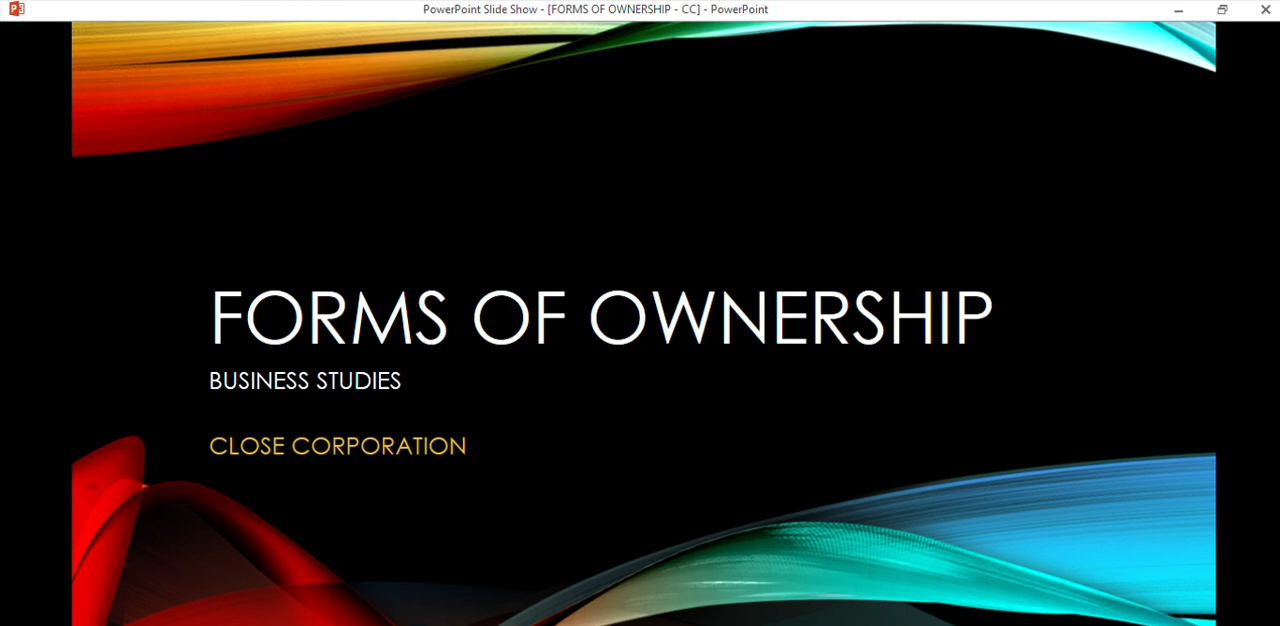 PowerPoint Slide Show - [FORMS OF OWNERSHIP - CC] - PowerPoint
FORMS OF OWNERSHIP
BUSINESS STUDIES
CLOSE CORPORATION